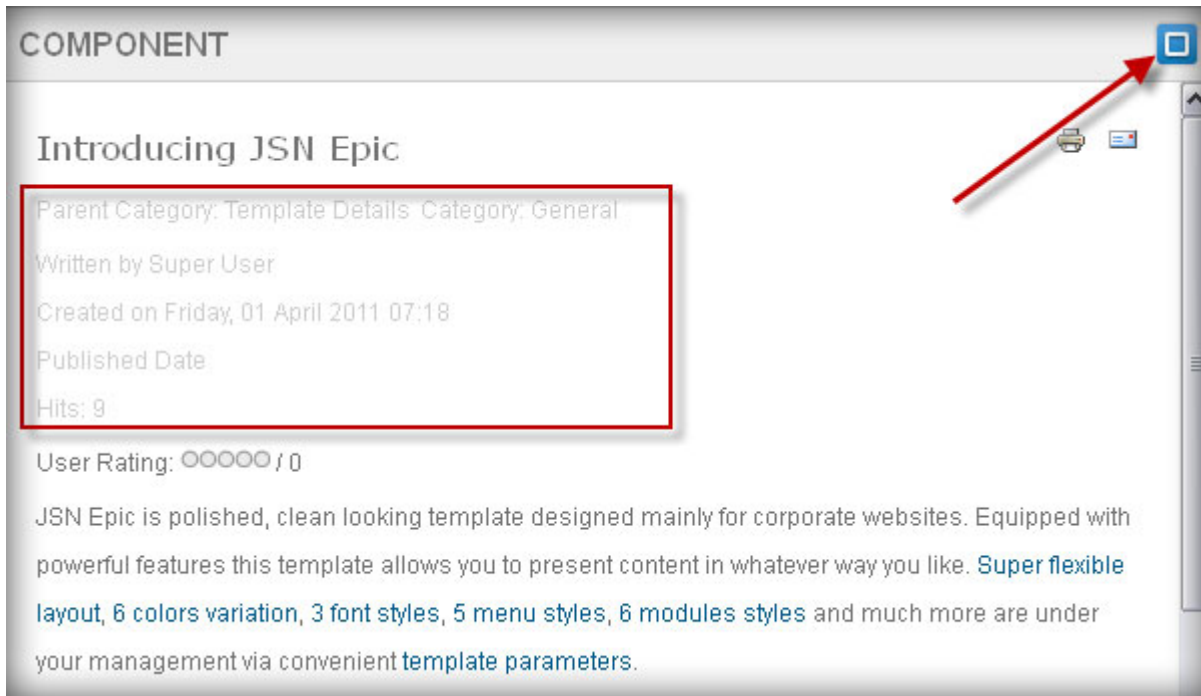 COMPONENT
Introducing JSN Epic
Parent Category: Template Details Category: General
Written by Super User
Created on Friday, 01 April 2011 07:18
Published Date
Hits: 9
User Rating: / 0
JSN Epic is polished, clean looking template designed mainly for corporate websites. Equipped with
powerful features this template allows you to present content in whatever way you like. Super flexible
layout, 6 colors variation, 3 font styles, 5 menu styles, 6 modules styles and much more are under
your management via convenient template parameters.